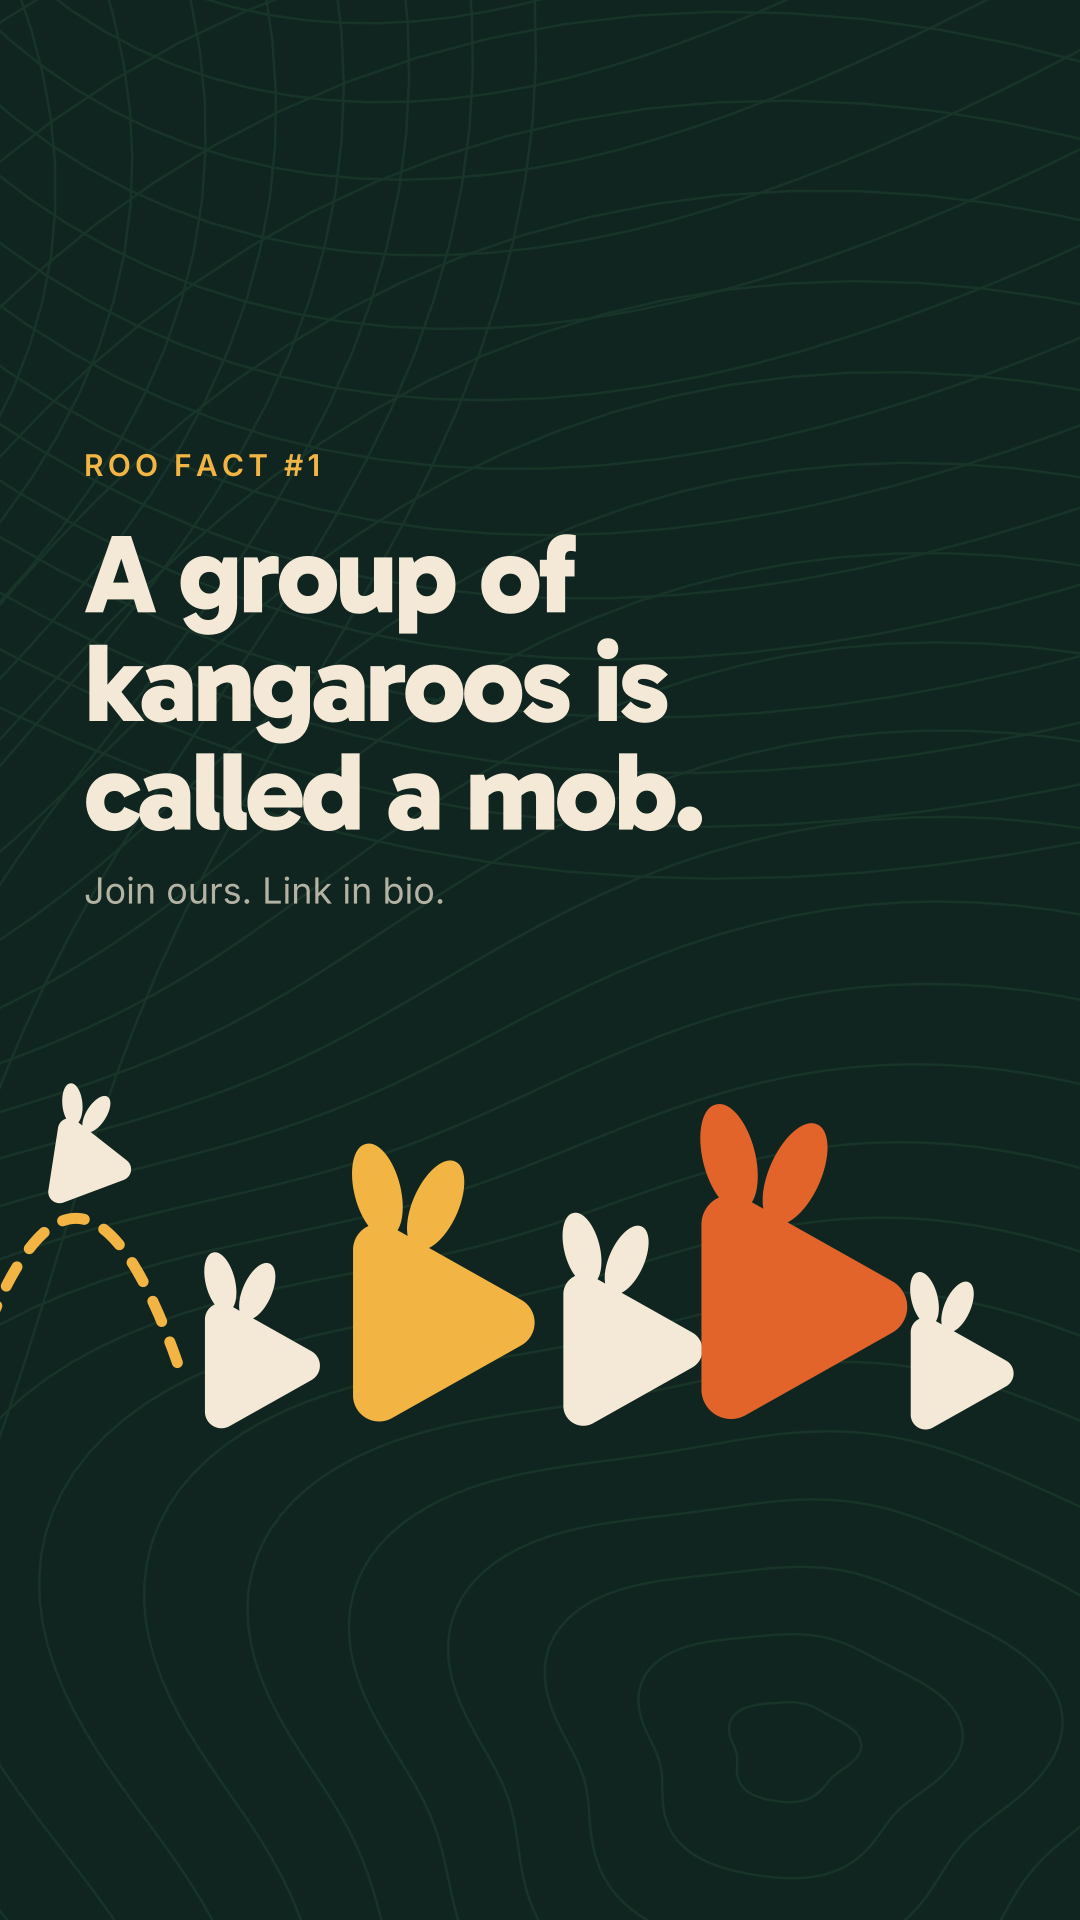 ROO FACT #1
A group of
kangaroos is
called a mob.
Join ours. Link in bio.